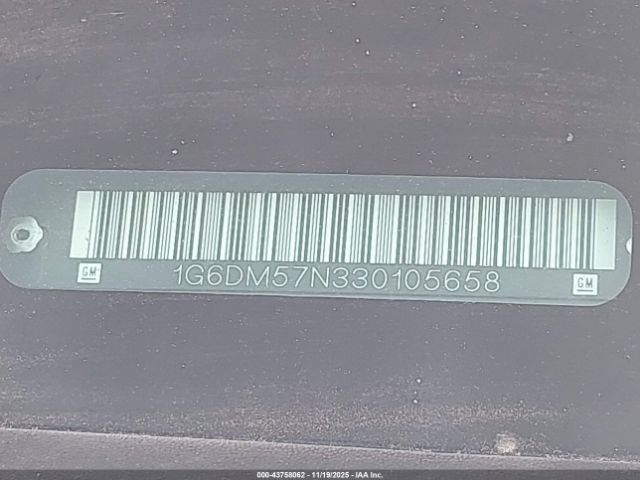 1G6DM57N330105658
GM GM
000-43758062 - 11/19/2025 - IAA Inc.